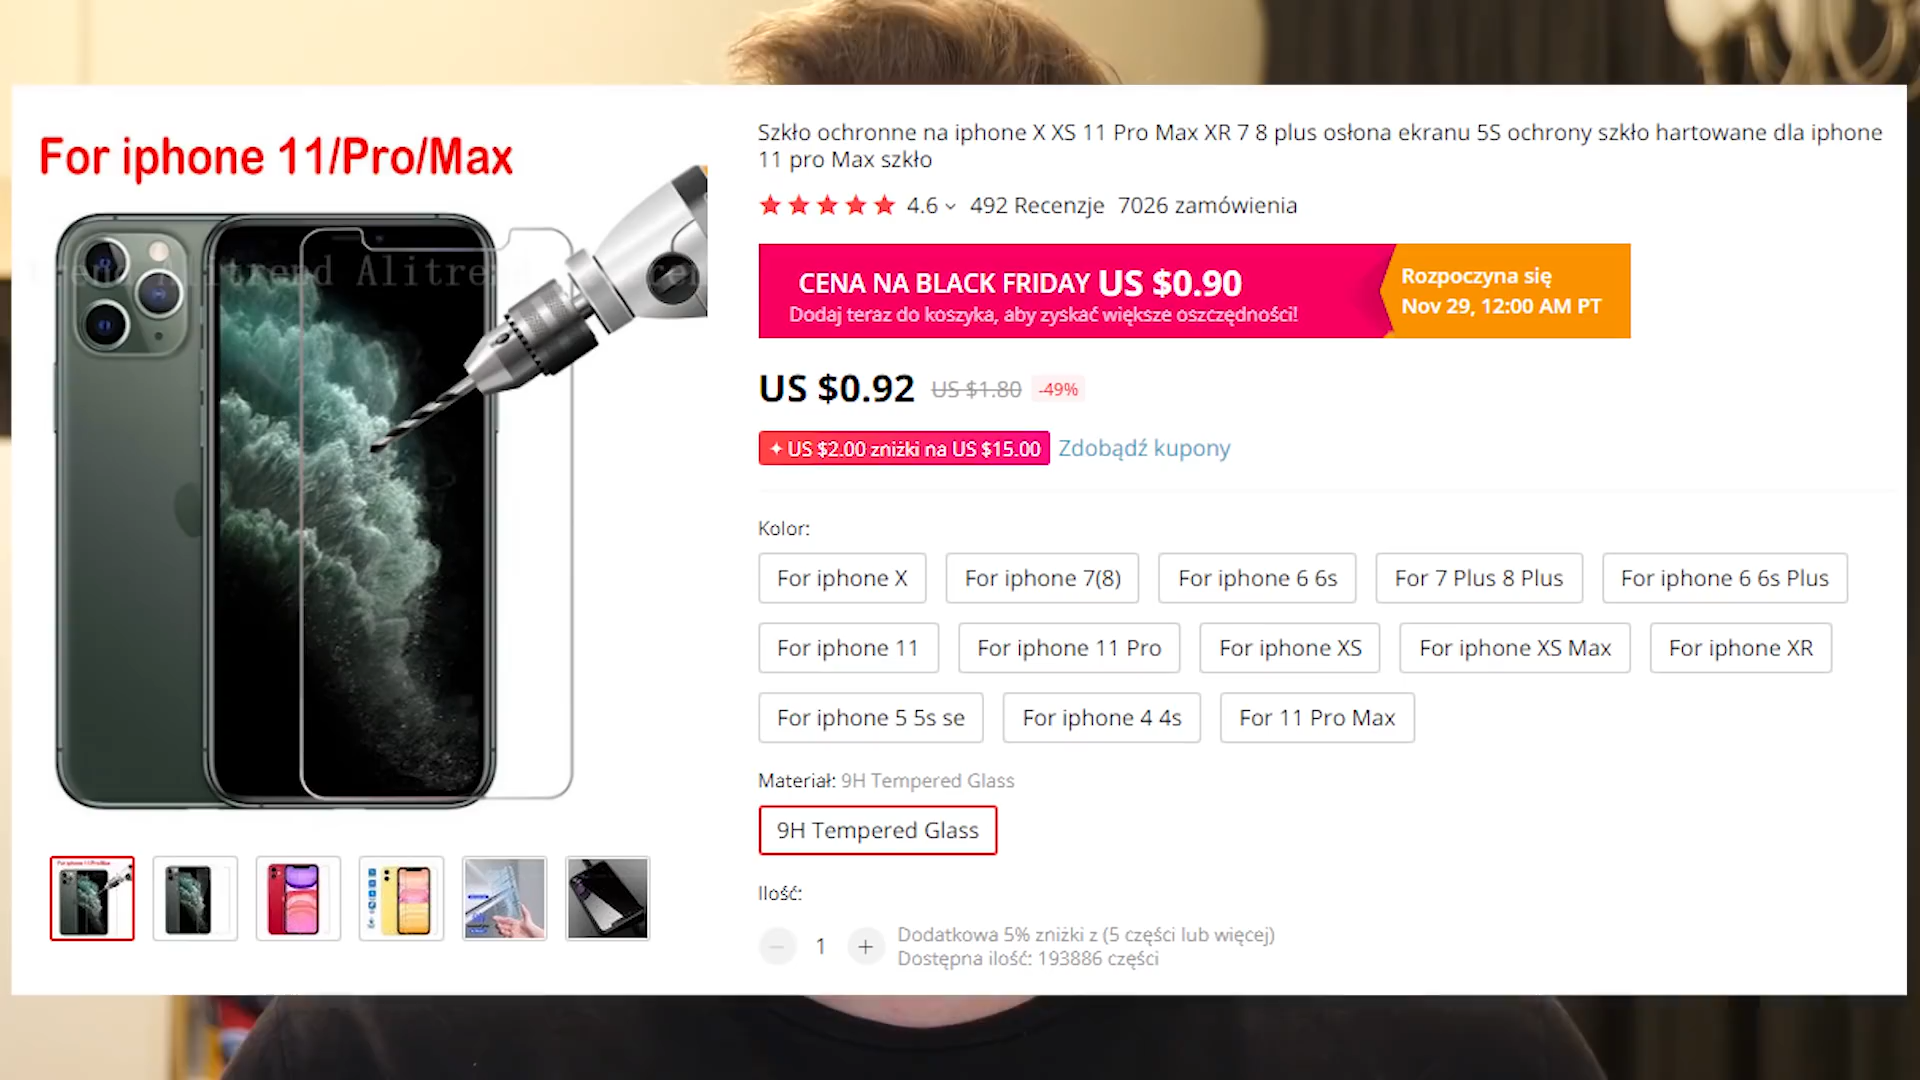 For iphone 11/Pro/Max
Alitrend Alitrend
Szkło ochronne na iphone X XS 11 Pro Max XR 7 8 plus osłona ekranu 5S ochrony szkło hartowane dla iphone
11 pro Max szkło
4.6 492 Recenzje 7026 zamówienia
CENA NA BLACK FRIDAY US $0.90
Dodaj teraz do koszyka, aby zyskać większe oszczędności!
Rozpoczyna się
Nov 29, 12:00 AM PT
US $0.92 US $1.80 -49%
US $2.00 zniżki na US $15.00 Zdobądź kupony
Kolor:
For iphone X For iphone 7(8) For iphone 6 6s For 7 Plus 8 Plus For iphone 6 6s Plus
For iphone 11 For iphone 11 Pro For iphone XS For iphone XS Max For iphone XR
For iphone 5 5s se For iphone 4 4s For 11 Pro Max
Materiał: 9H Tempered Glass
9H Tempered Glass
Ilość:
1
Dodatkowa 5% zniżki z (5 części lub więcej)
Dostępna ilość: 193886 części